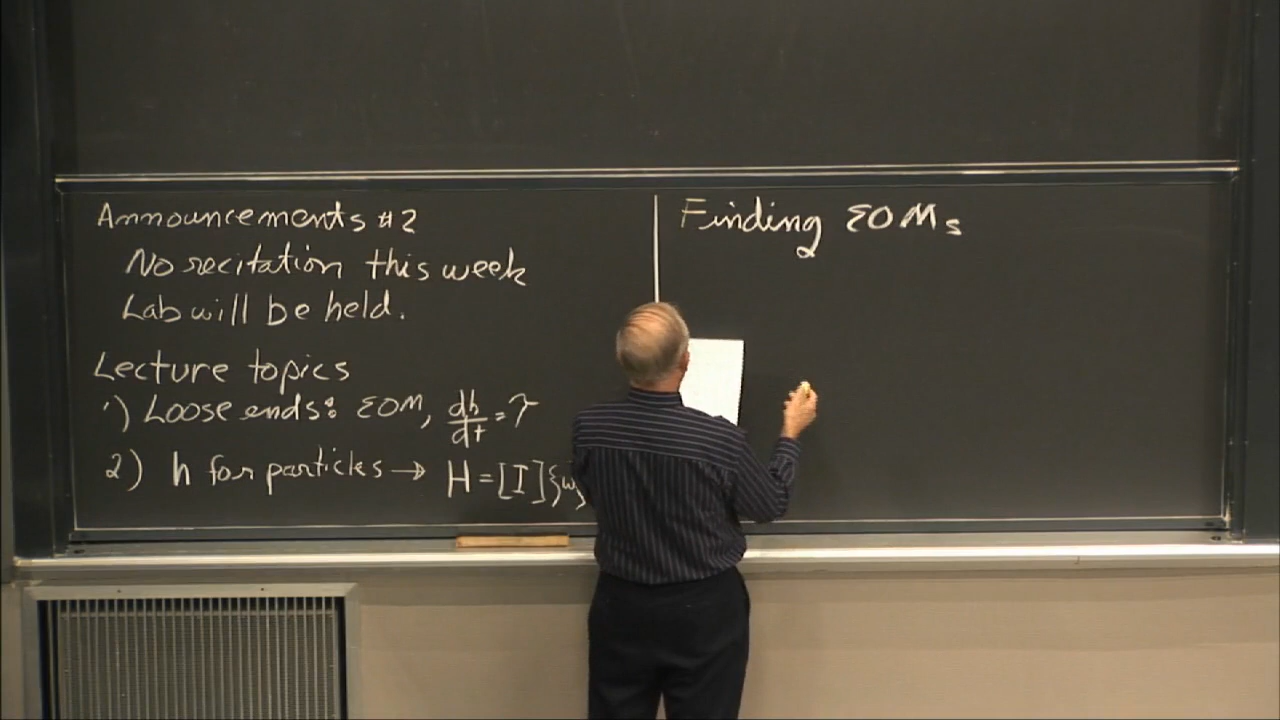 Announcements #2
No recitation this week
Lab will be held.
Lecture topics
1) Loose ends: EOM, dh/dt = τ
2) h for particles → H = [I]{ω}
Finding EOMs